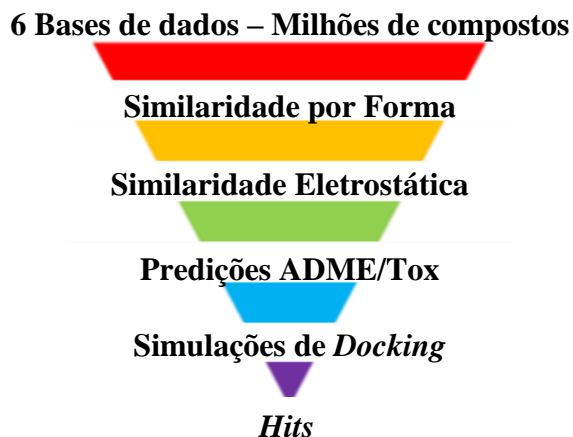 6 Bases de dados – Milhões de compostos
Similaridade por Forma
Similaridade Eletrostática
Predições ADME/Tox
Simulações de Docking
Hits